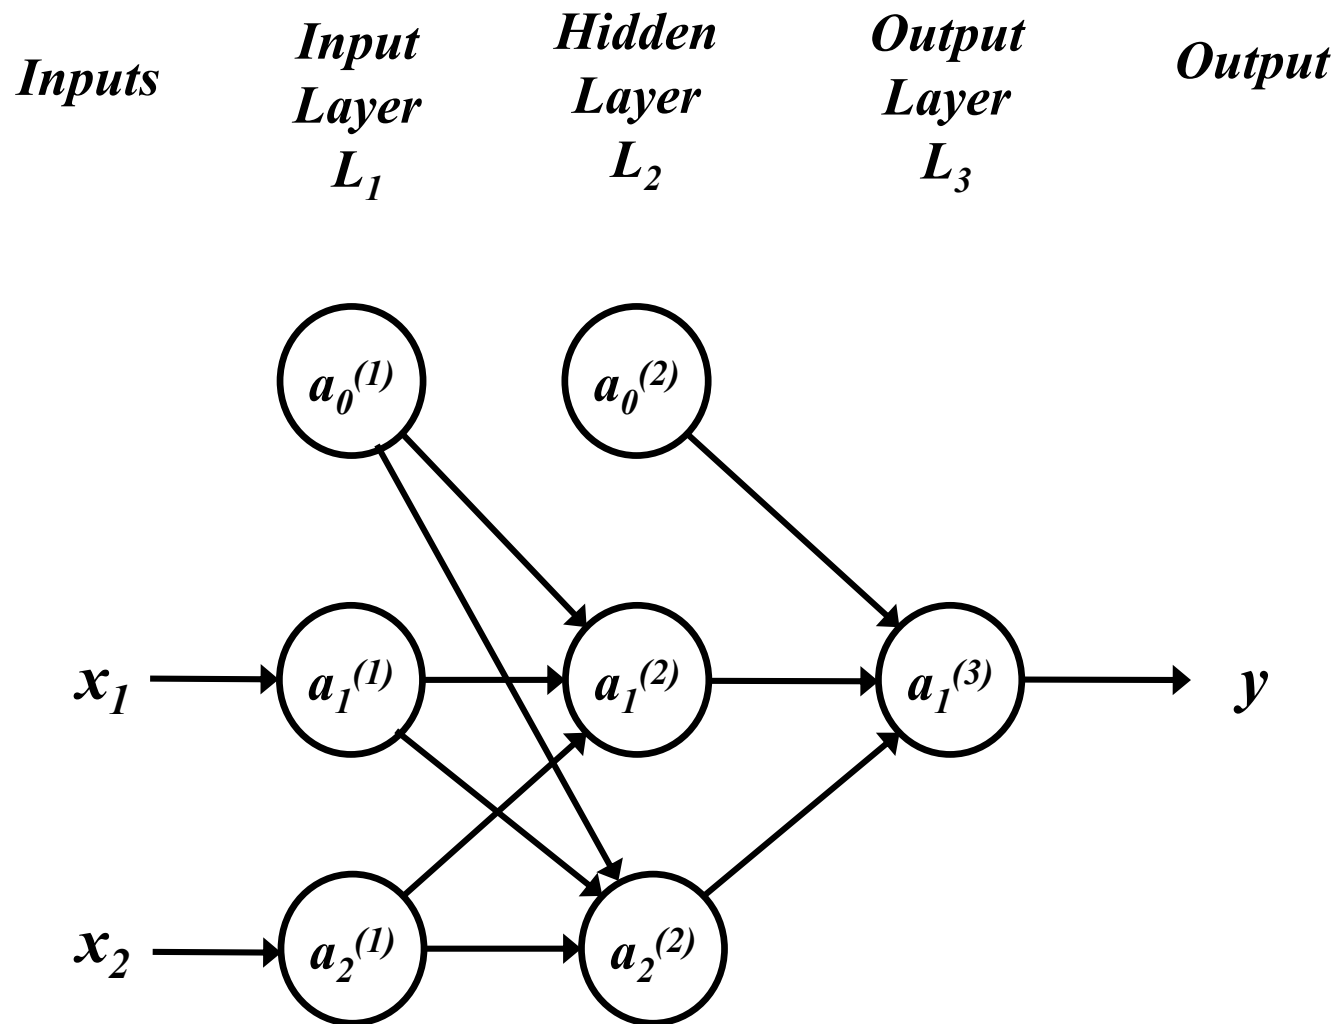 Inputs
Input
Layer
L₁
Hidden
Layer
L₂
Output
Layer
L₃
Output
a₀⁽¹⁾
a₀⁽²⁾
x₁
a₁⁽¹⁾
a₁⁽²⁾
a₁⁽³⁾
y
x₂
a₂⁽¹⁾
a₂⁽²⁾